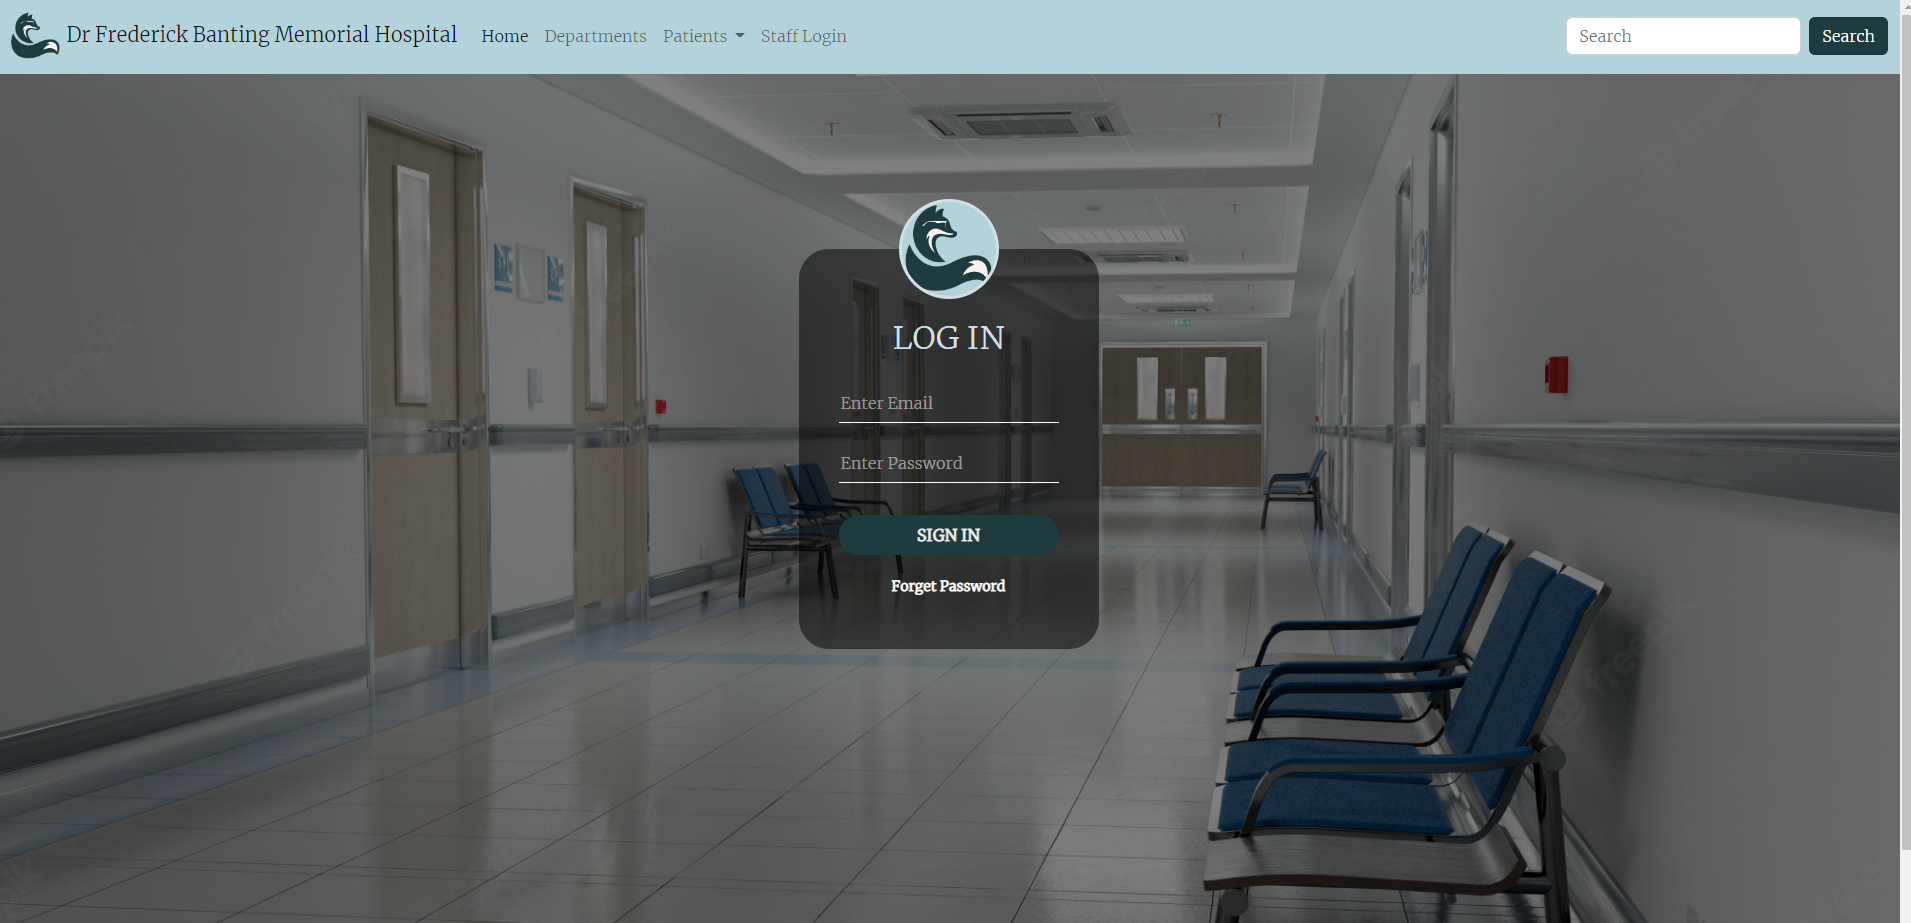 Dr Frederick Banting Memorial Hospital Home Departments Patients Staff Login Search Search
LOG IN
Enter Email
Enter Password
SIGN IN
Forget Password
freepik
freepik
freepik